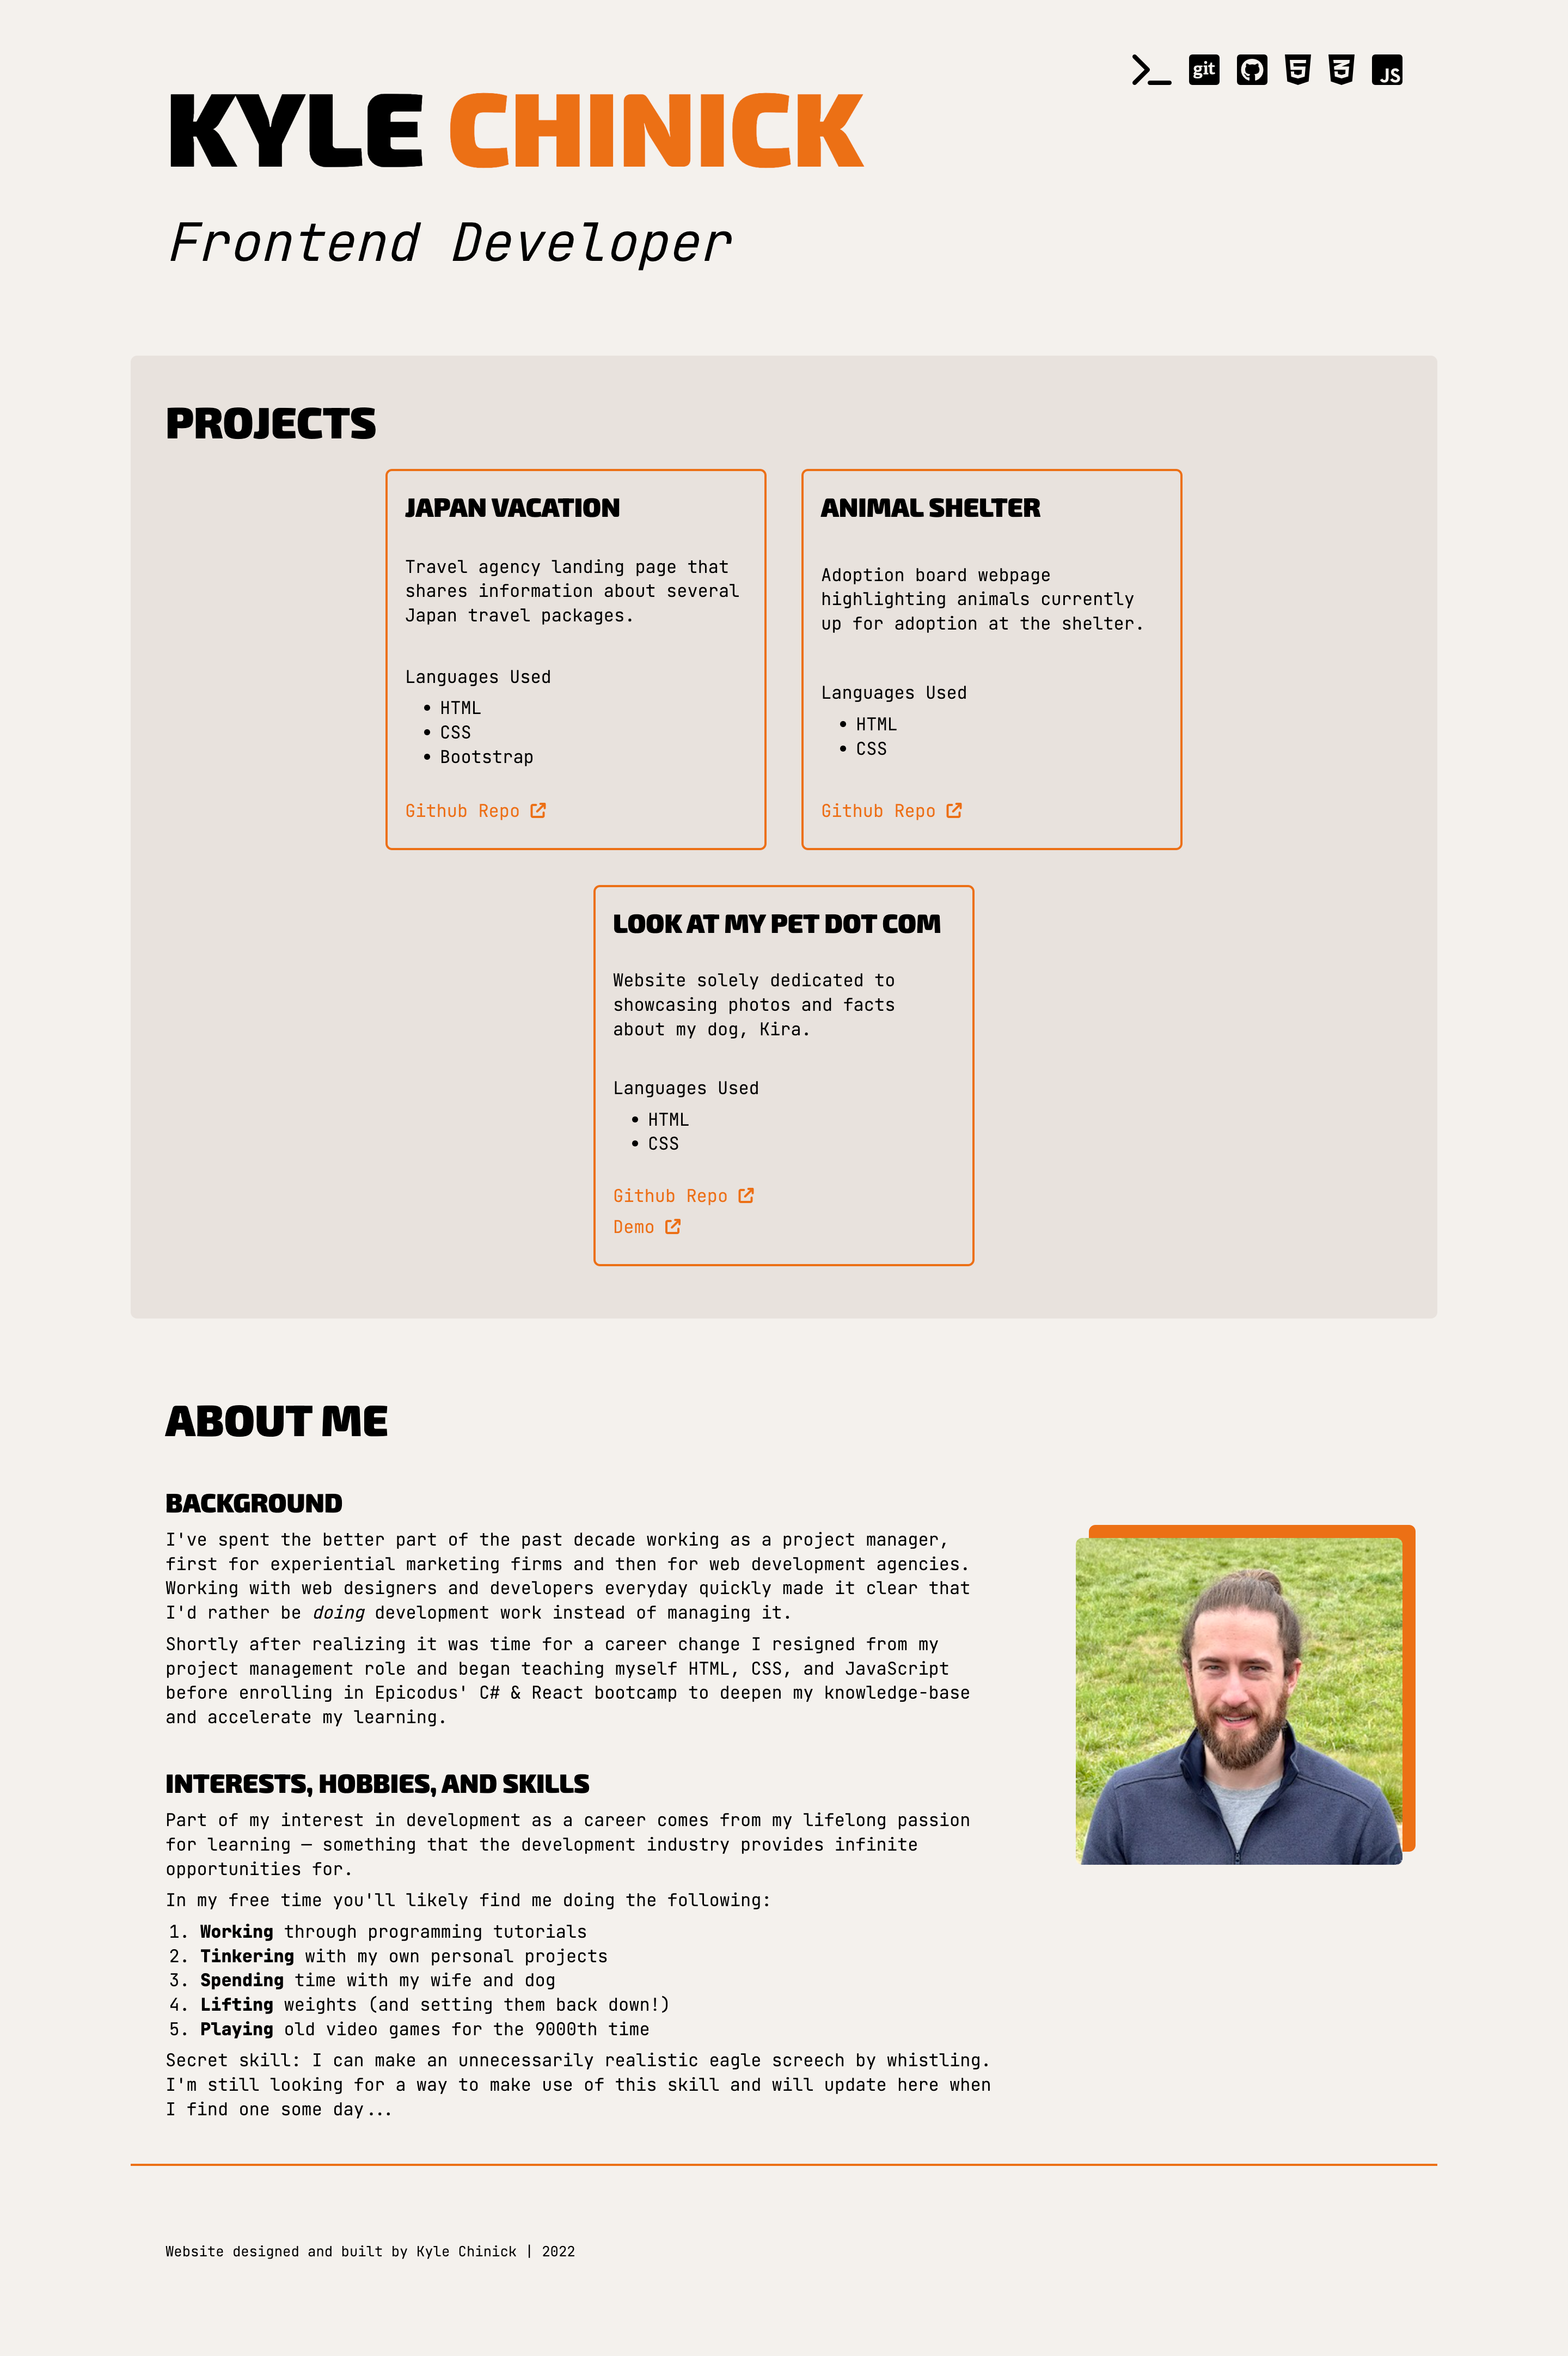 git
JS
KYLE CHINICK
Frontend Developer
PROJECTS
JAPAN VACATION
Travel agency landing page that
shares information about several
Japan travel packages.
Languages Used
• HTML
• CSS
• Bootstrap
Github Repo
ANIMAL SHELTER
Adoption board webpage
highlighting animals currently
up for adoption at the shelter.
Languages Used
• HTML
• CSS
Github Repo
LOOK AT MY PET DOT COM
Website solely dedicated to
showcasing photos and facts
about my dog, Kira.
Languages Used
• HTML
• CSS
Github Repo
Demo
ABOUT ME
BACKGROUND
I've spent the better part of the past decade working as a project manager,
first for experiential marketing firms and then for web development agencies.
Working with web designers and developers everyday quickly made it clear that
I'd rather be doing development work instead of managing it.
Shortly after realizing it was time for a career change I resigned from my
project management role and began teaching myself HTML, CSS, and JavaScript
before enrolling in Epicodus' C# & React bootcamp to deepen my knowledge-base
and accelerate my learning.
INTERESTS, HOBBIES, AND SKILLS
Part of my interest in development as a career comes from my lifelong passion
for learning — something that the development industry provides infinite
opportunities for.
In my free time you'll likely find me doing the following:
1. Working through programming tutorials
2. Tinkering with my own personal projects
3. Spending time with my wife and dog
4. Lifting weights (and setting them back down!)
5. Playing old video games for the 9000th time
Secret skill: I can make an unnecessarily realistic eagle screech by whistling.
I'm still looking for a way to make use of this skill and will update here when
I find one some day...
Website designed and built by Kyle Chinick | 2022